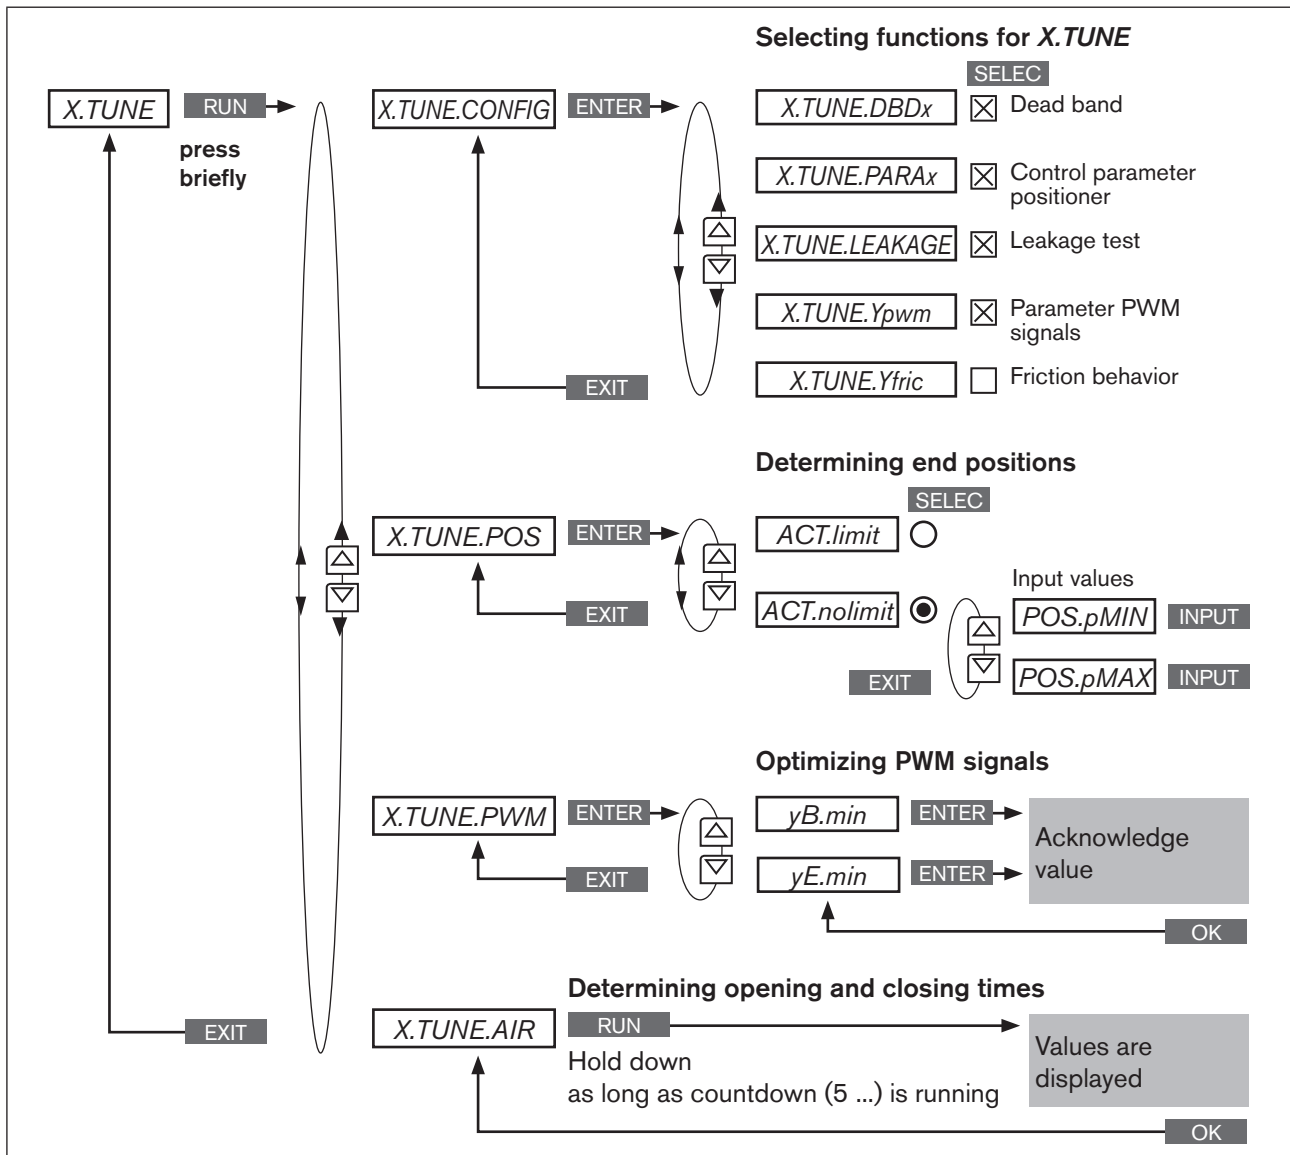 Selecting functions for X.TUNE
SELEC
X.TUNE
RUN
press
briefly
X.TUNE.CONFIG
ENTER
X.TUNE.DBDx
Dead band
X.TUNE.PARAx
Control parameter
positioner
X.TUNE.LEAKAGE
Leakage test
X.TUNE.Ypwm
Parameter PWM
signals
X.TUNE.Yfric
Friction behavior
EXIT
Determining end positions
SELEC
X.TUNE.POS
ENTER
ACT.limit
EXIT
ACT.nolimit
Input values
POS.pMIN
INPUT
POS.pMAX
INPUT
EXIT
Optimizing PWM signals
X.TUNE.PWM
ENTER
yB.min
ENTER
Acknowledge
value
EXIT
yE.min
ENTER
OK
Determining opening and closing times
EXIT
X.TUNE.AIR
RUN
Hold down
as long as countdown (5 ...) is running
Values are
displayed
OK